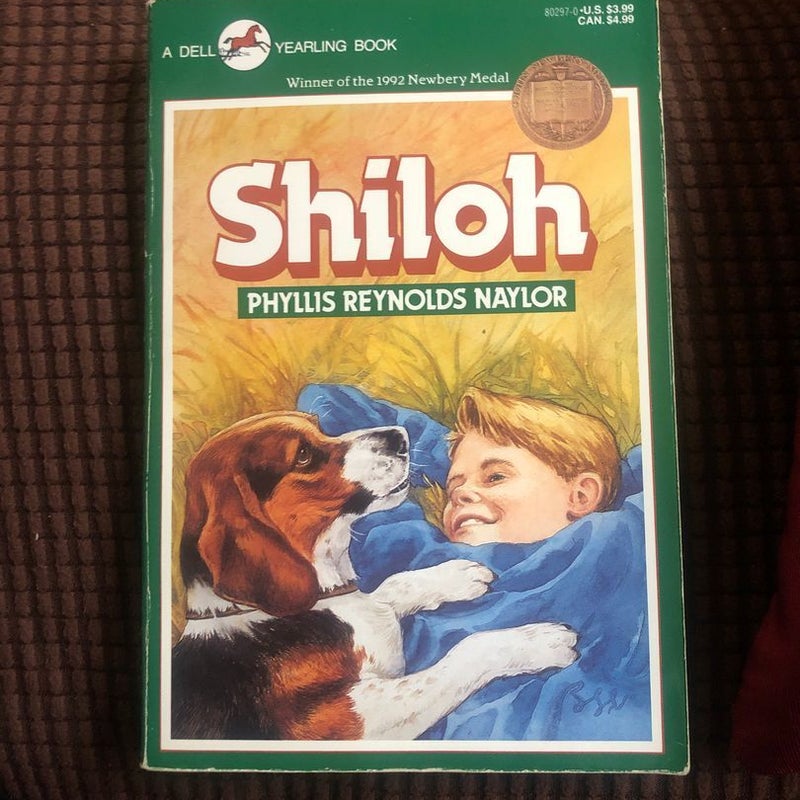 80297-0 • U.S. $3.99
CAN. $4.99
A DELL YEARLING BOOK
Winner of the 1992 Newbery Medal
Shiloh
PHYLLIS REYNOLDS NAYLOR